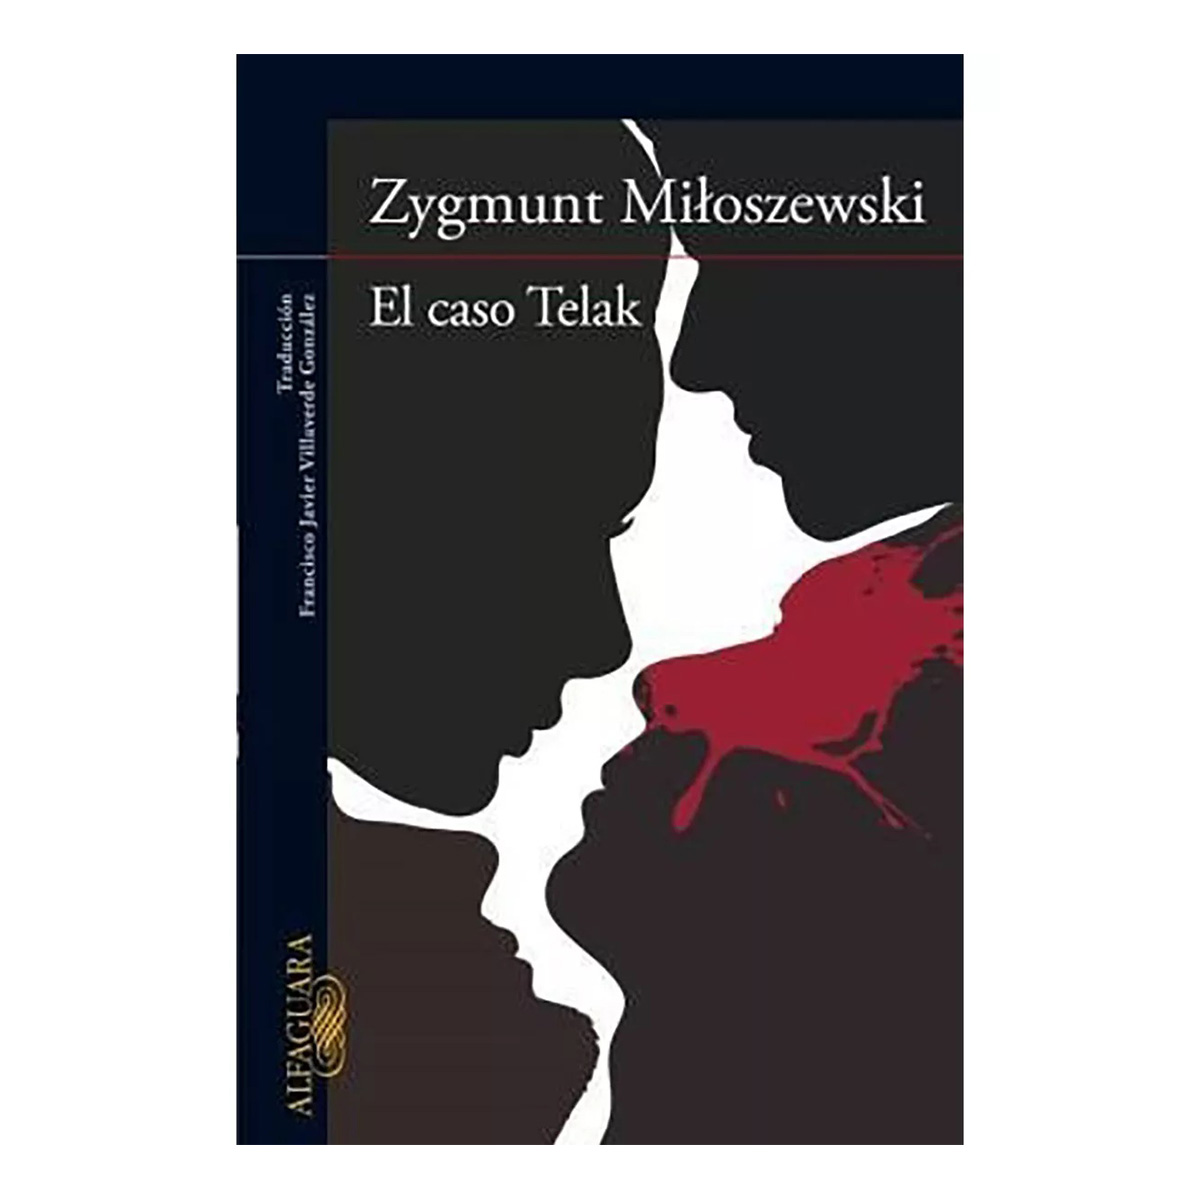 Zygmunt Miłoszewski
El caso Telak
Traducción
Francisco Javier Villaverde González
ALFAGUARA